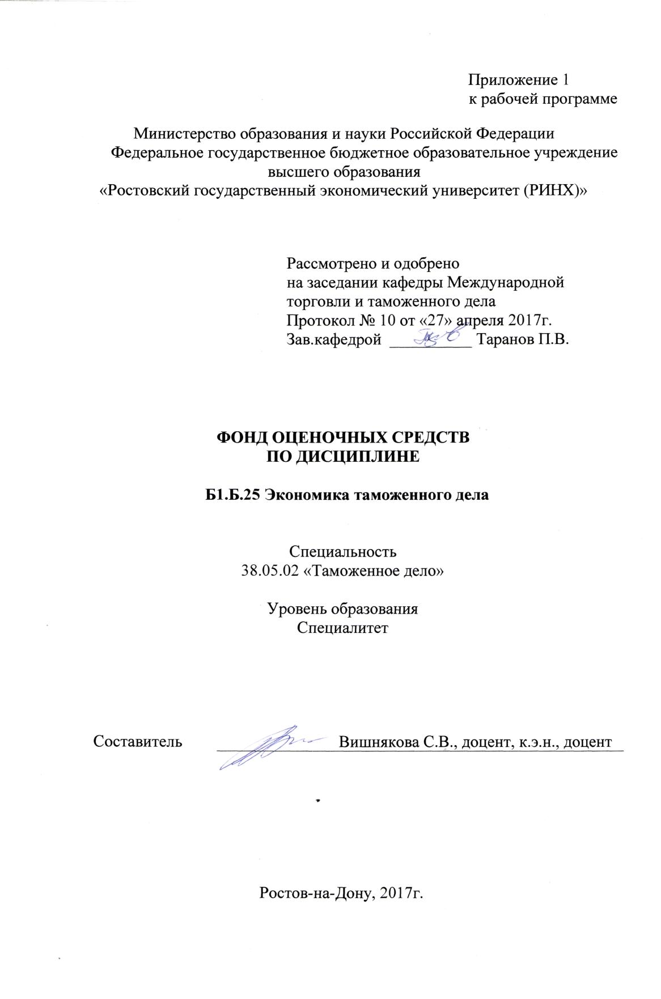 Приложение 1
к рабочей программе
Министерство образования и науки Российской Федерации
Федеральное государственное бюджетное образовательное учреждение
высшего образования
«Ростовский государственный экономический университет (РИНХ)»
Рассмотрено и одобрено
на заседании кафедры Международной
торговли и таможенного дела
Протокол № 10 от «27» апреля 2017г.
Зав.кафедрой __________ Таранов П.В.
ФОНД ОЦЕНОЧНЫХ СРЕДСТВ
ПО ДИСЦИПЛИНЕ
Б1.Б.25 Экономика таможенного дела
Специальность
38.05.02 «Таможенное дело»
Уровень образования
Специалитет
Составитель Вишнякова С.В., доцент, к.э.н., доцент
Ростов-на-Дону, 2017г.